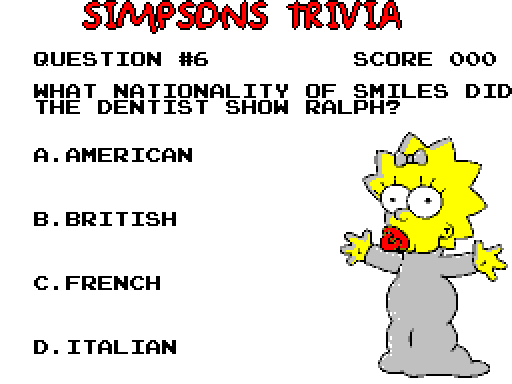 SIMPSONS TRIVIA
QUESTION #6 SCORE 000
WHAT NATIONALITY OF SMILES DID
THE DENTIST SHOW RALPH?
A.AMERICAN
B.BRITISH
C.FRENCH
D.ITALIAN